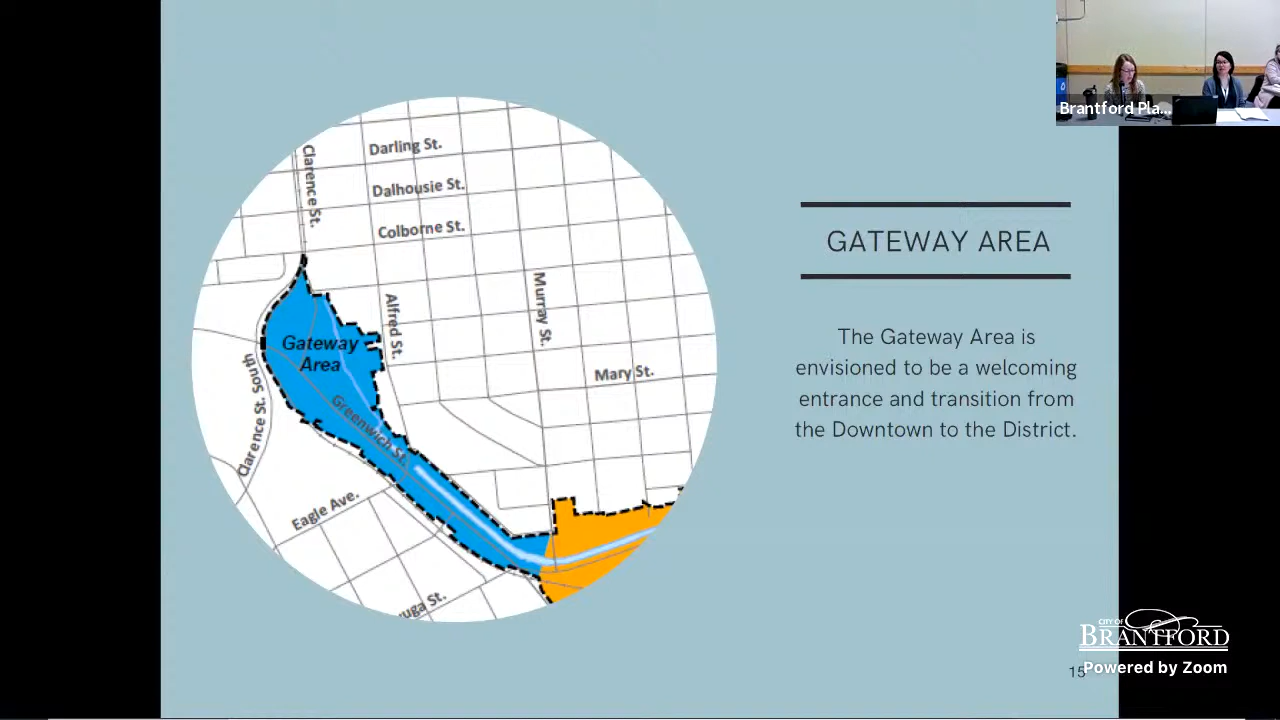 Brantford Pla...
Darling St.
Clarence St.
Dalhousie St.
Colborne St.
GATEWAY AREA
Murray St.
Alfred St.
Gateway
Area
The Gateway Area is
envisioned to be a welcoming
entrance and transition from
the Downtown to the District.
Mary St.
Clarence St. South
Greenwich St.
Eagle Ave.
uga St.
CITY OF
BRANTFORD
15
Powered by Zoom